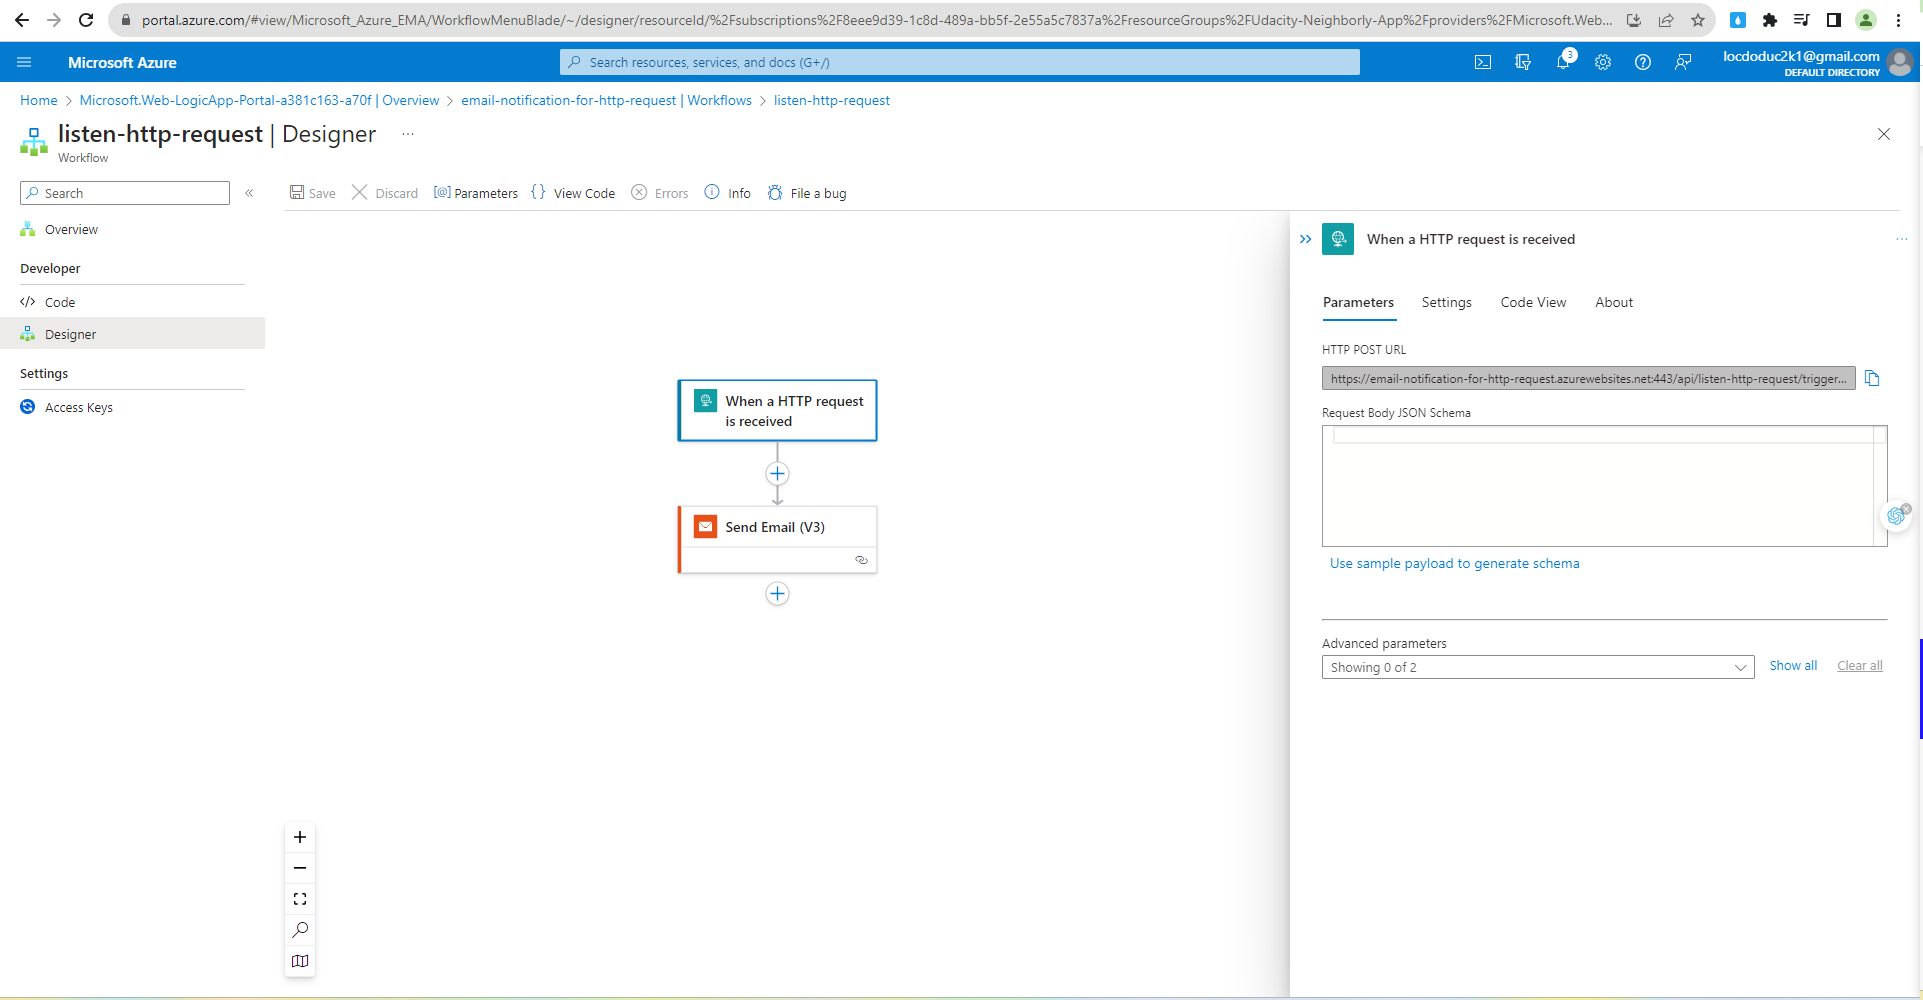 portal.azure.com/#view/Microsoft_Azure_EMA/WorkflowMenuBlade/~/designer/resourceId/%2Fsubscriptions%2F8eee9d39-1c8d-489a-bb5f-2e55a5c7837a%2FresourceGroups%2FUdacity-Neighborly-App%2Fproviders%2FMicrosoft.Web...
Microsoft Azure
Search resources, services, and docs (G+/)
3
locdoduc2k1@gmail.com
DEFAULT DIRECTORY
Home > Microsoft.Web-LogicApp-Portal-a381c163-a70f | Overview > email-notification-for-http-request | Workflows > listen-http-request
listen-http-request | Designer ...
Workflow
Search
«
Save Discard Parameters View Code Errors Info File a bug
Overview
Developer
Code
Designer
Settings
Access Keys
When a HTTP request
is received
Send Email (V3)
When a HTTP request is received
...
Parameters Settings Code View About
HTTP POST URL
https://email-notification-for-http-request.azurewebsites.net:443/api/listen-http-request/trigger...
Request Body JSON Schema
Use sample payload to generate schema
Advanced parameters
Showing 0 of 2
Show all
Clear all